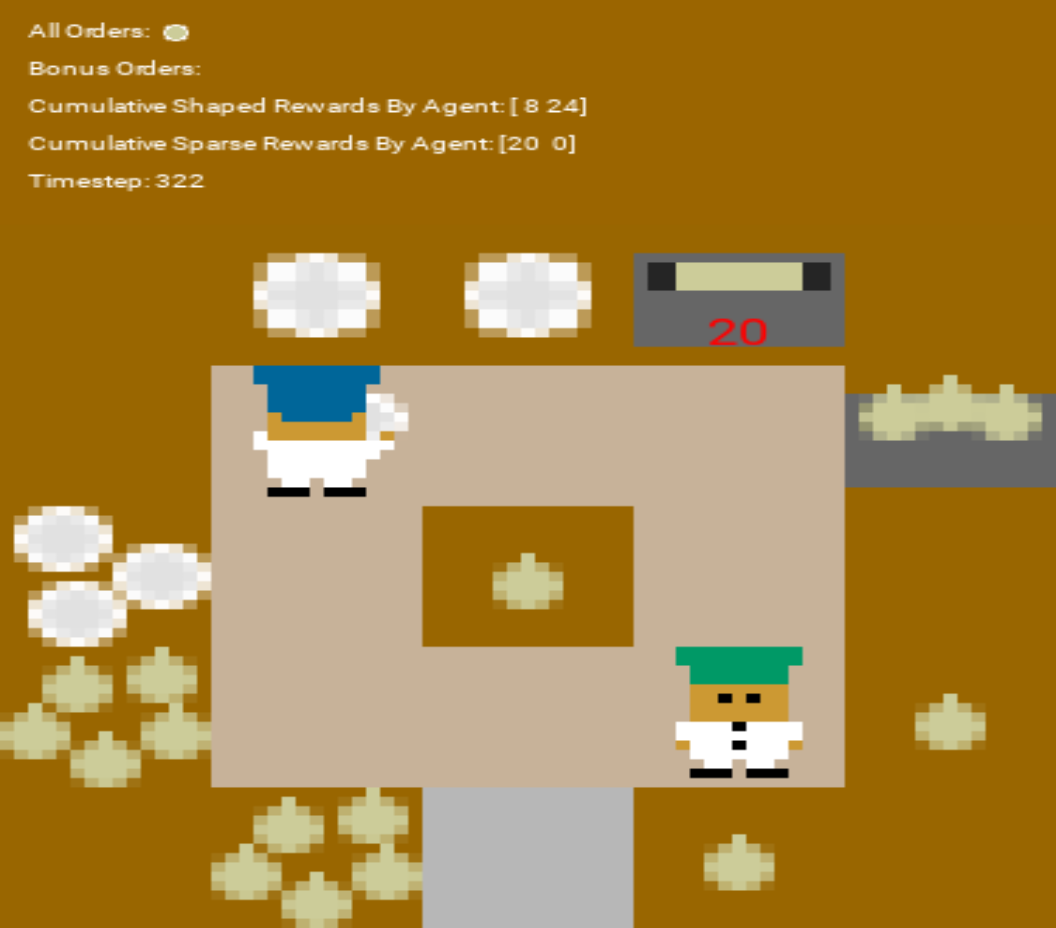 All Orders:
Bonus Orders:
Cumulative Shaped Rewards By Agent: [ 8 24]
Cumulative Sparse Rewards By Agent: [20  0]
Timestep: 322
20